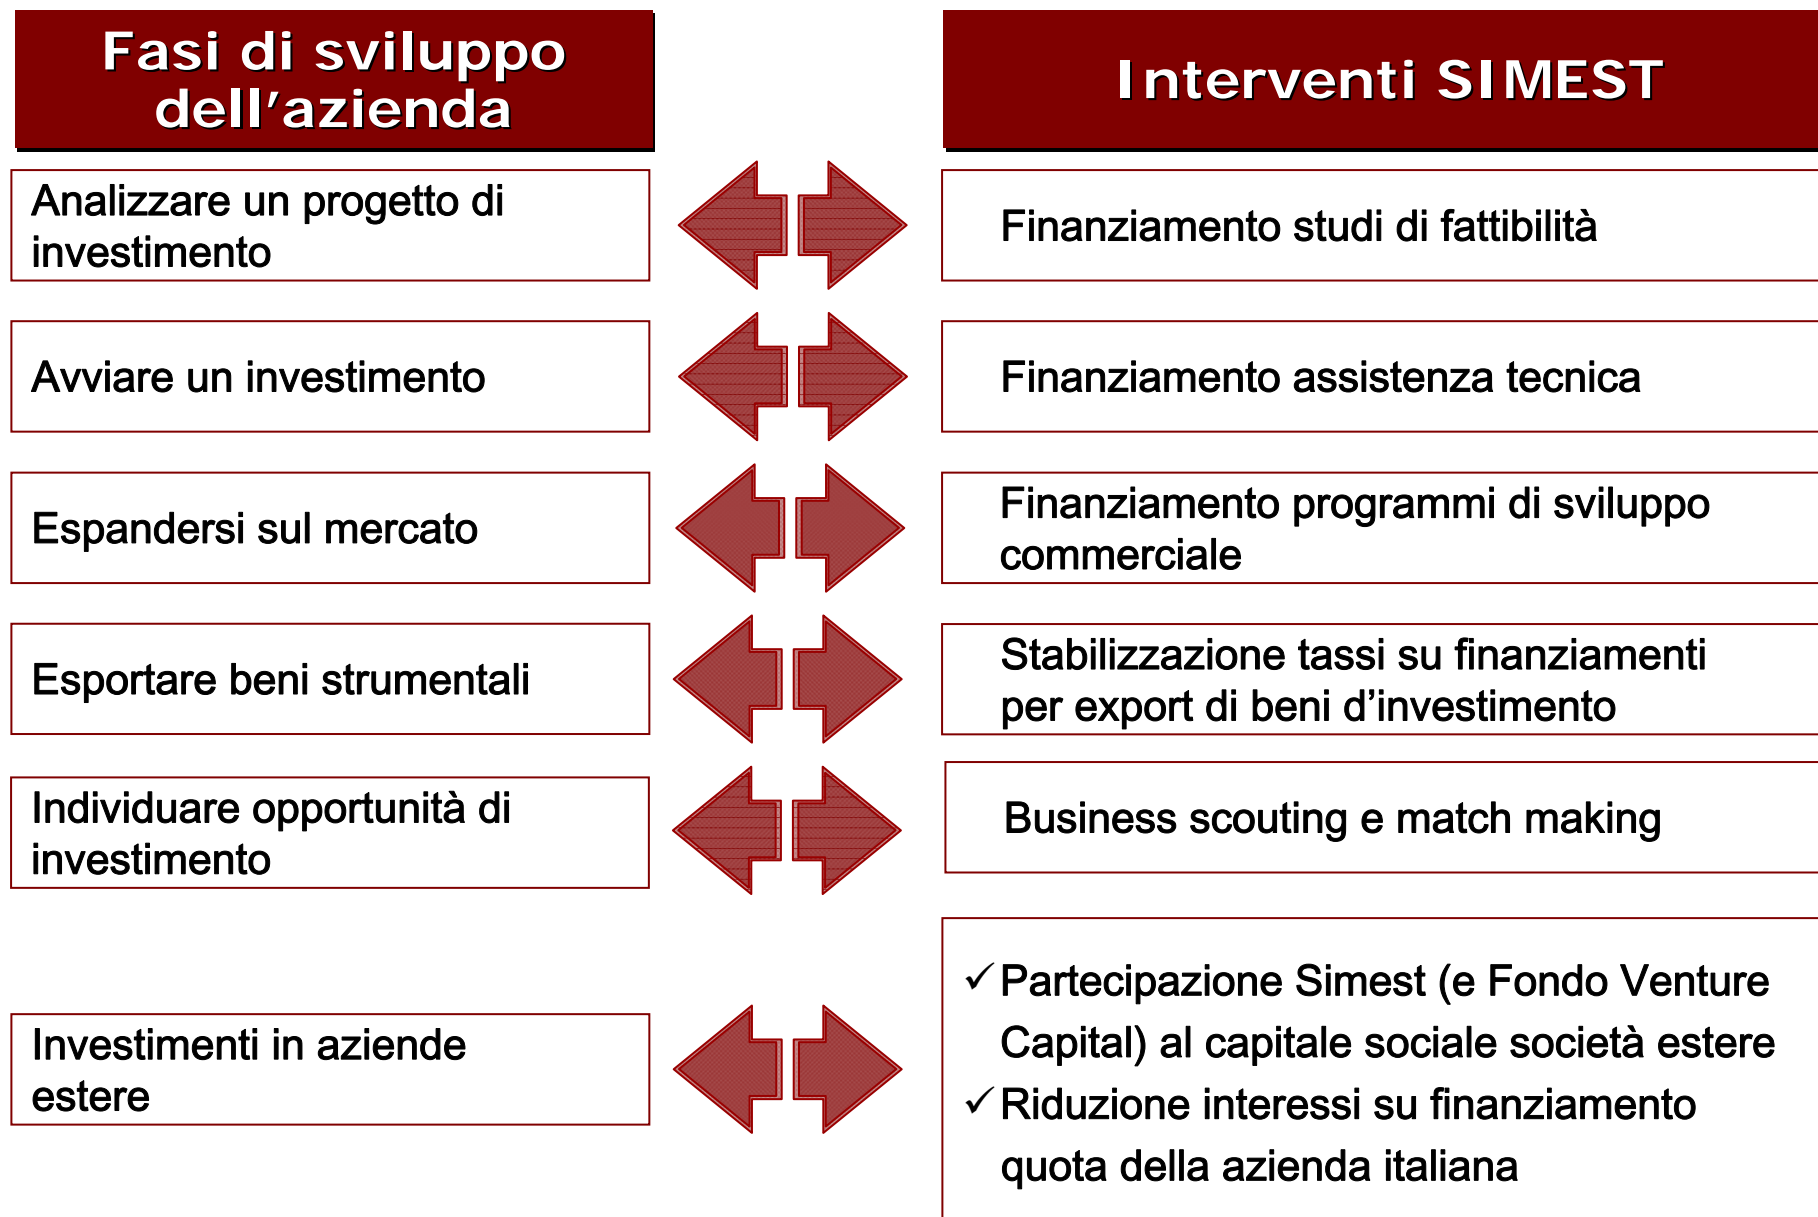 Fasi di sviluppo
dell’azienda
Interventi SIMEST
Analizzare un progetto di
investimento
Finanziamento studi di fattibilità
Avviare un investimento
Finanziamento assistenza tecnica
Espandersi sul mercato
Finanziamento programmi di sviluppo
commerciale
Esportare beni strumentali
Stabilizzazione tassi su finanziamenti
per export di beni d’investimento
Individuare opportunità di
investimento
Business scouting e match making
Investimenti in aziende
estere
✓Partecipazione Simest (e Fondo Venture
Capital) al capitale sociale società estere
✓Riduzione interessi su finanziamento
quota della azienda italiana